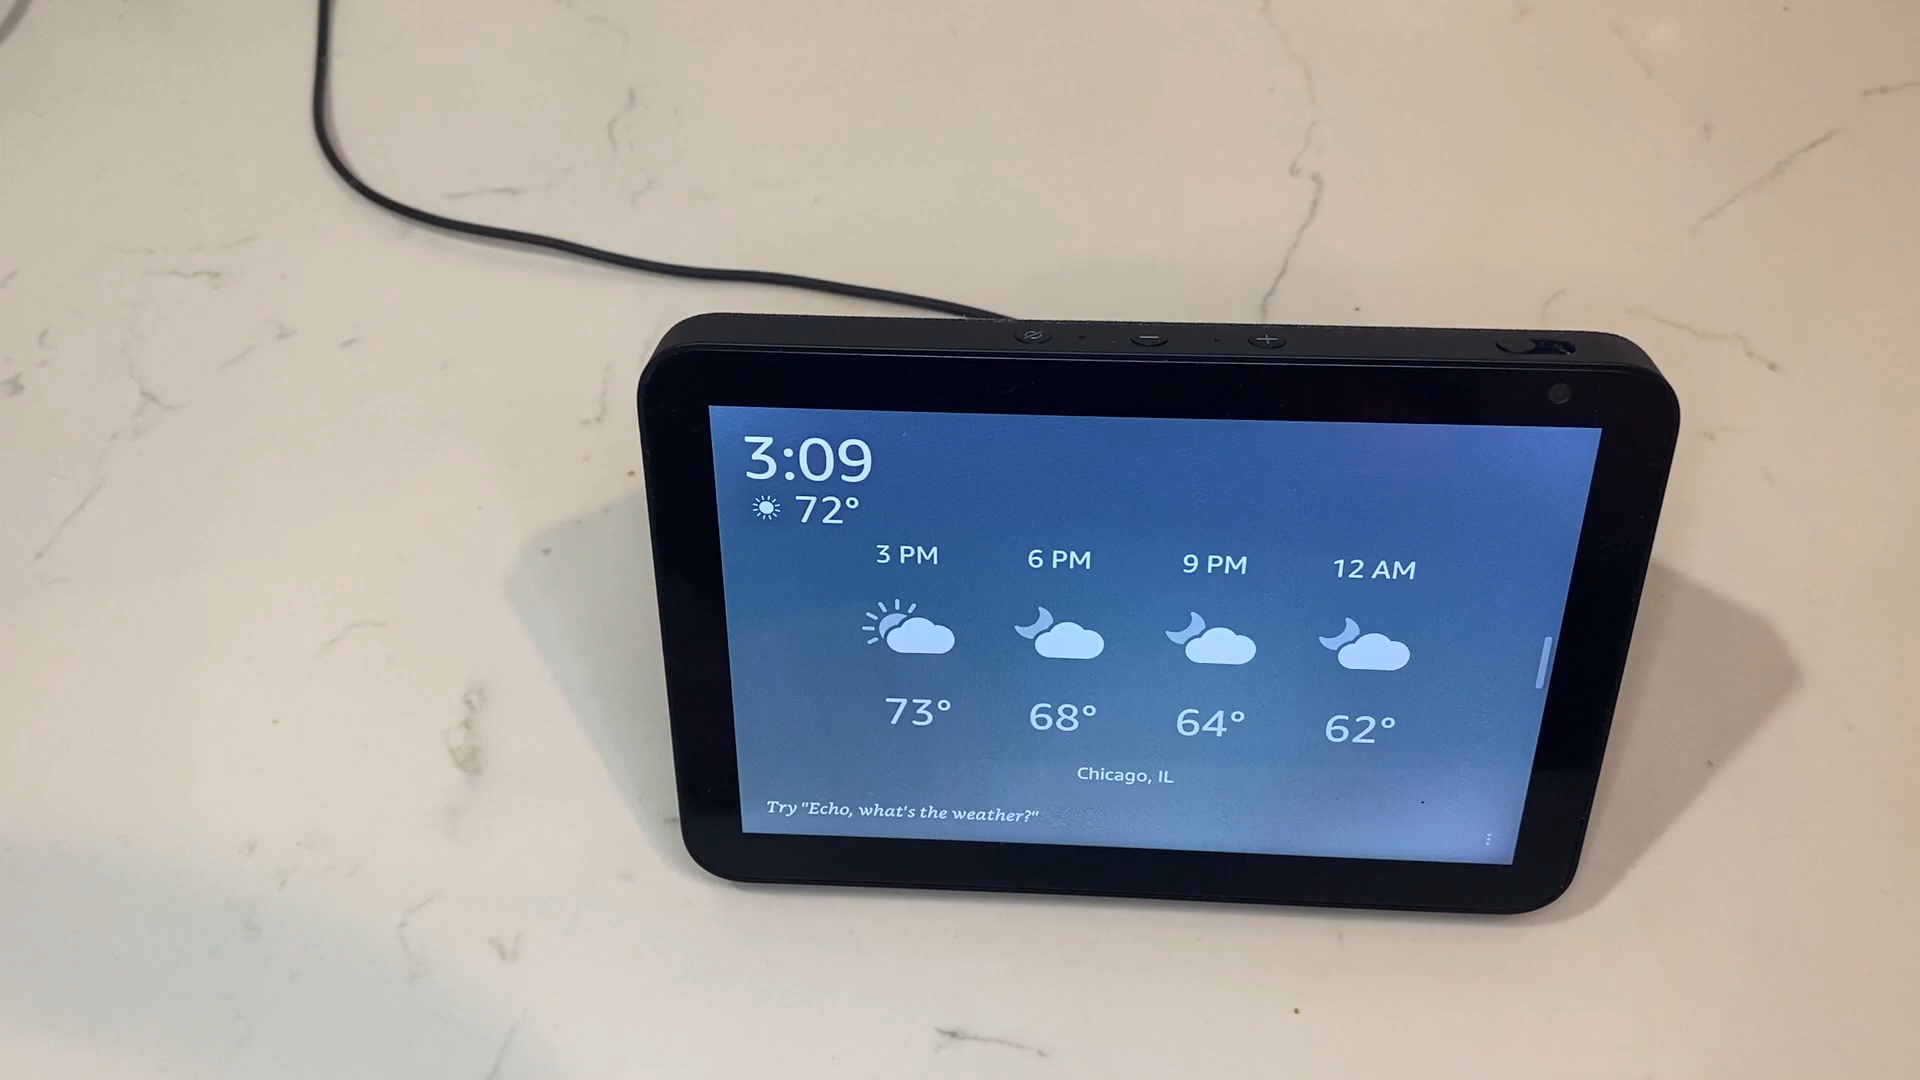 3:09
72°
3 PM 6 PM 9 PM 12 AM
73° 68° 64° 62°
Chicago, IL
Try "Echo, what's the weather?"